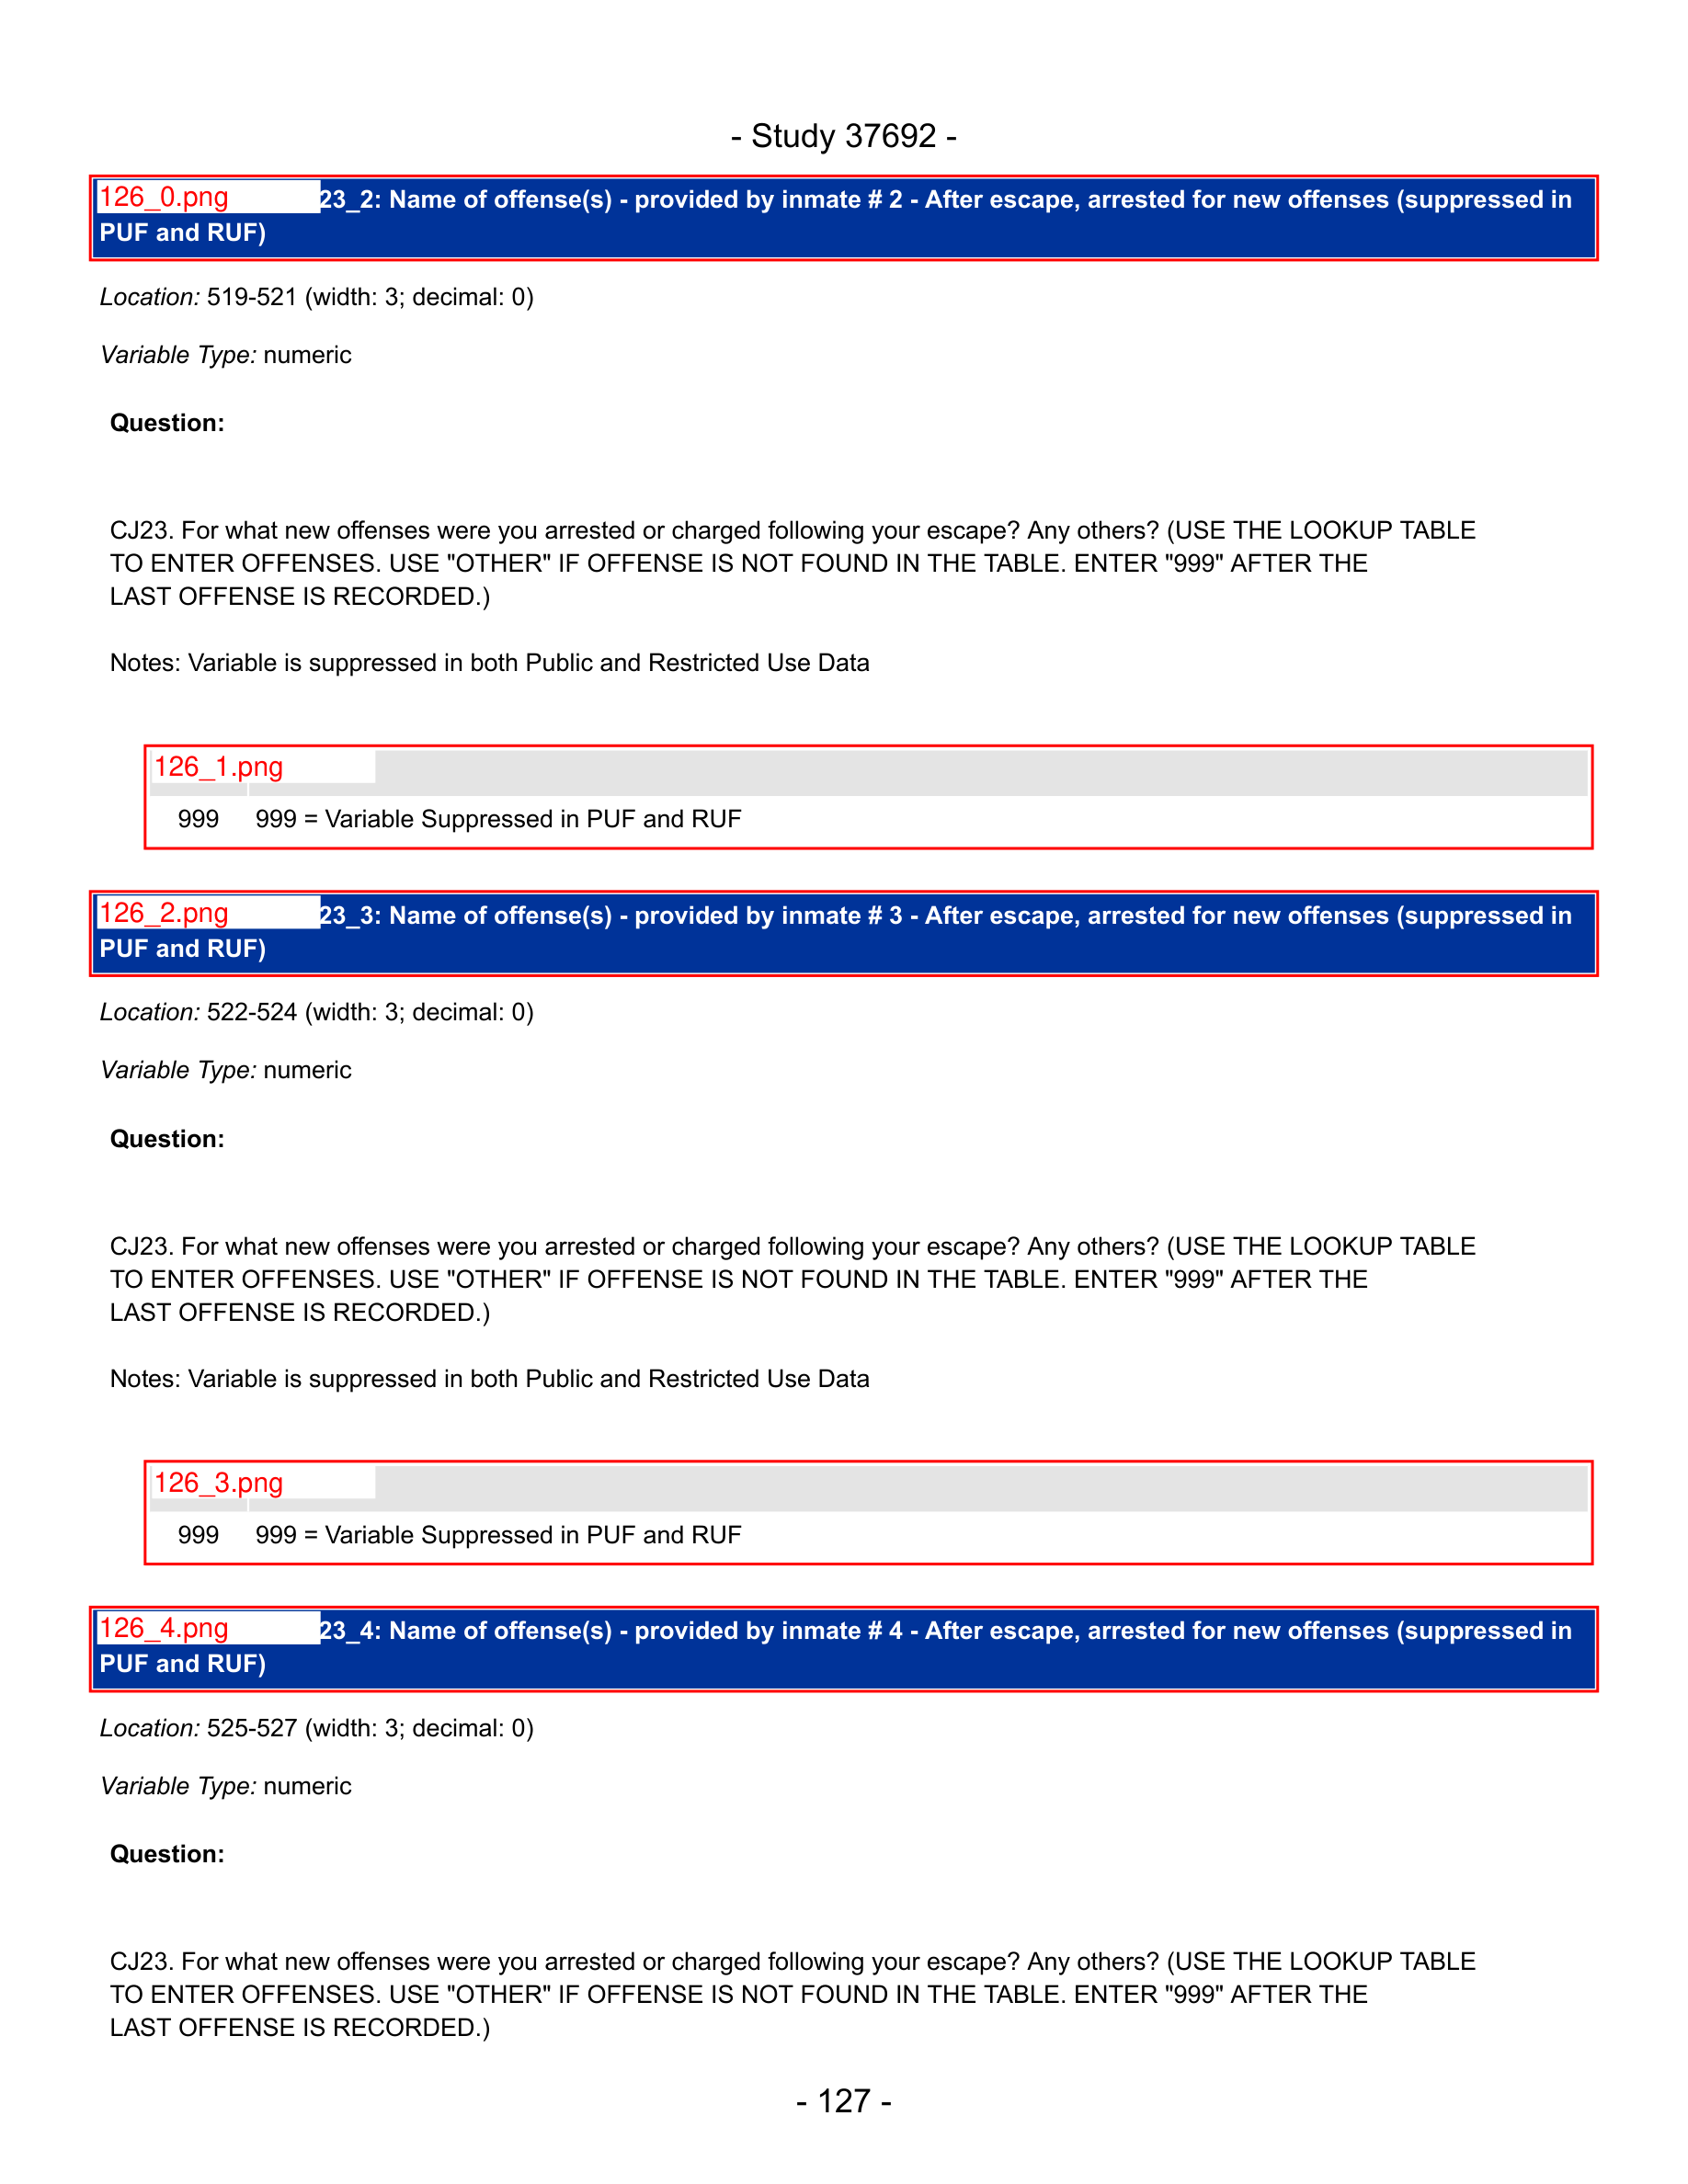 - Study 37692 -
126_0.png 23_2: Name of offense(s) - provided by inmate # 2 - After escape, arrested for new offenses (suppressed in
PUF and RUF)
Location: 519-521 (width: 3; decimal: 0)
Variable Type: numeric
Question:
CJ23. For what new offenses were you arrested or charged following your escape? Any others? (USE THE LOOKUP TABLE
TO ENTER OFFENSES. USE "OTHER" IF OFFENSE IS NOT FOUND IN THE TABLE. ENTER "999" AFTER THE
LAST OFFENSE IS RECORDED.)
Notes: Variable is suppressed in both Public and Restricted Use Data
126_1.png
999 999 = Variable Suppressed in PUF and RUF
126_2.png 23_3: Name of offense(s) - provided by inmate # 3 - After escape, arrested for new offenses (suppressed in
PUF and RUF)
Location: 522-524 (width: 3; decimal: 0)
Variable Type: numeric
Question:
CJ23. For what new offenses were you arrested or charged following your escape? Any others? (USE THE LOOKUP TABLE
TO ENTER OFFENSES. USE "OTHER" IF OFFENSE IS NOT FOUND IN THE TABLE. ENTER "999" AFTER THE
LAST OFFENSE IS RECORDED.)
Notes: Variable is suppressed in both Public and Restricted Use Data
126_3.png
999 999 = Variable Suppressed in PUF and RUF
126_4.png 23_4: Name of offense(s) - provided by inmate # 4 - After escape, arrested for new offenses (suppressed in
PUF and RUF)
Location: 525-527 (width: 3; decimal: 0)
Variable Type: numeric
Question:
CJ23. For what new offenses were you arrested or charged following your escape? Any others? (USE THE LOOKUP TABLE
TO ENTER OFFENSES. USE "OTHER" IF OFFENSE IS NOT FOUND IN THE TABLE. ENTER "999" AFTER THE
LAST OFFENSE IS RECORDED.)
- 127 -